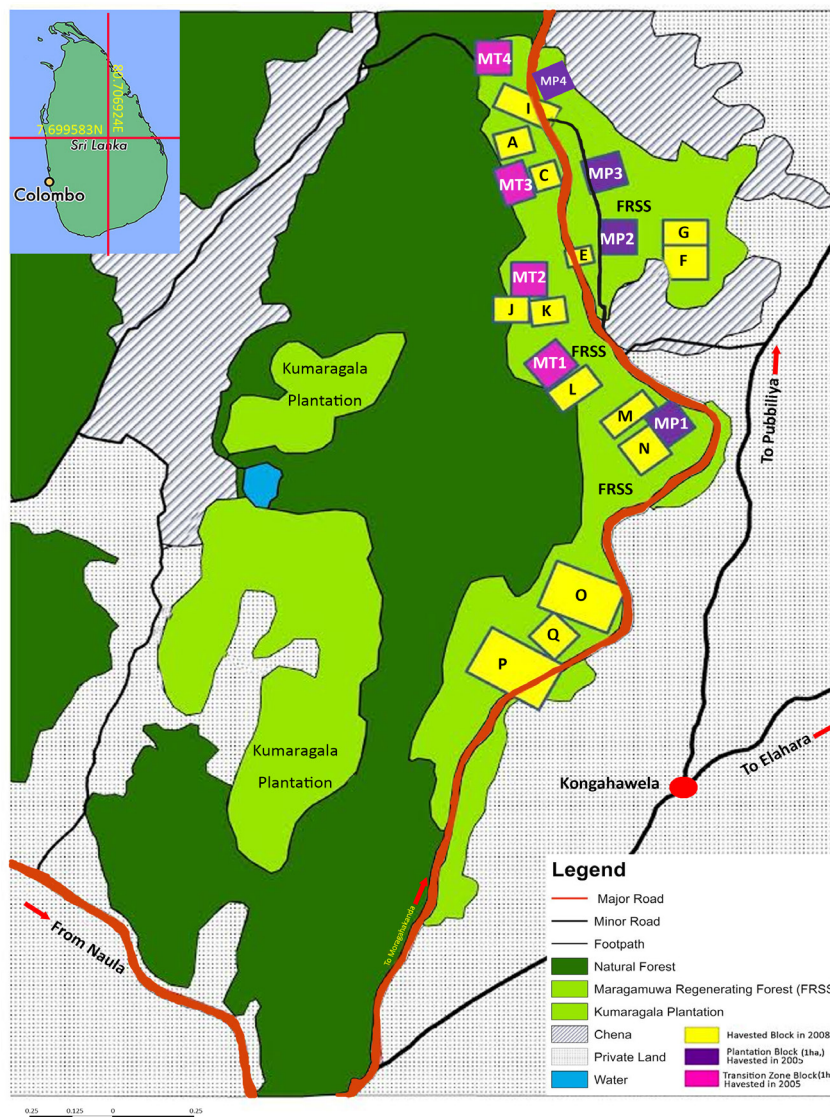 80.706924E
7.699583N
Sri Lanka
Colombo
MT4
MP4
I
A
C
MT3
MP3
FRSS
MP2
G
F
E
MT2
J
K
FRSS
MT1
L
M
MP1
N
FRSS
Kumaragala
Plantation
To Pubbiliya
O
Q
P
Kumaragala
Plantation
To Elahara
Kongahawela
From Naula
To Moragahakanda
Legend
Major Road
Minor Road
Footpath
Natural Forest
Maragamuwa Regenerating Forest (FRSS
Kumaragala Plantation
Chena
Private Land
Water
Havested Block in 2008
Plantation Block (1ha,)
Havested in 2005
Transition Zone Block(1h
Havested in 2005
0.25 0.125 0 0.25